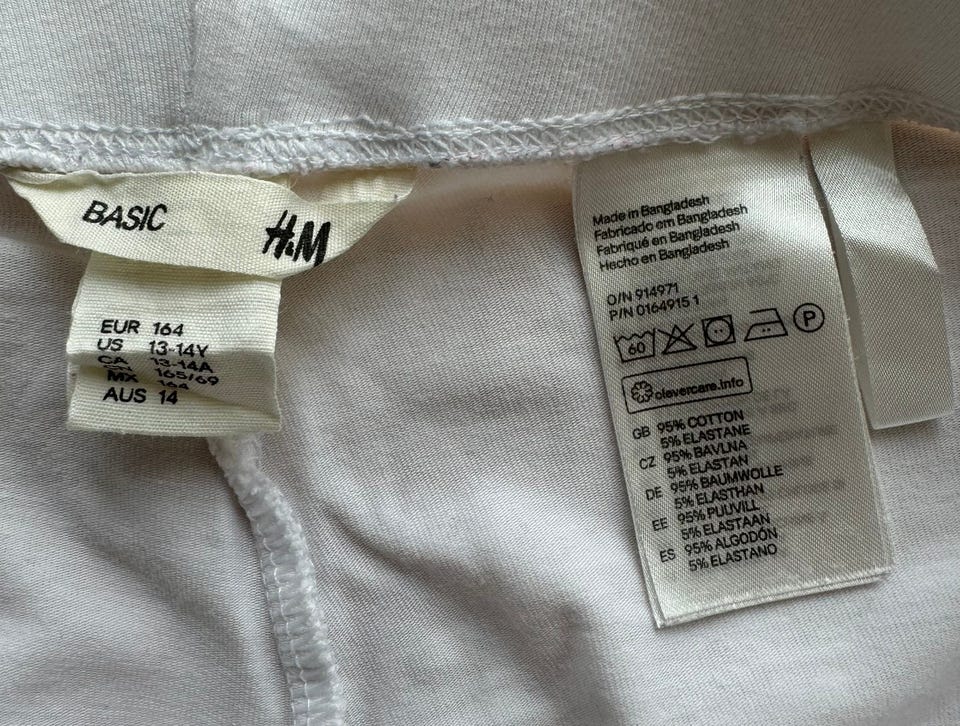 BASIC H&M
EUR 164
US 13-14Y
CA 13-14A
CN 165/69
MX 164
AUS 14
Made in Bangladesh
Fabricado em Bangladesh
Fabriqué en Bangladesh
Hecho en Bangladesh
O/N 914971
P/N 0164915 1
60 P
clevercare.info
GB 95% COTTON
5% ELASTANE
CZ 95% BAVLNA
5% ELASTAN
DE 95% BAUMWOLLE
5% ELASTHAN
EE 95% PUUVILL
5% ELASTAAN
ES 95% ALGODÓN
5% ELASTANO